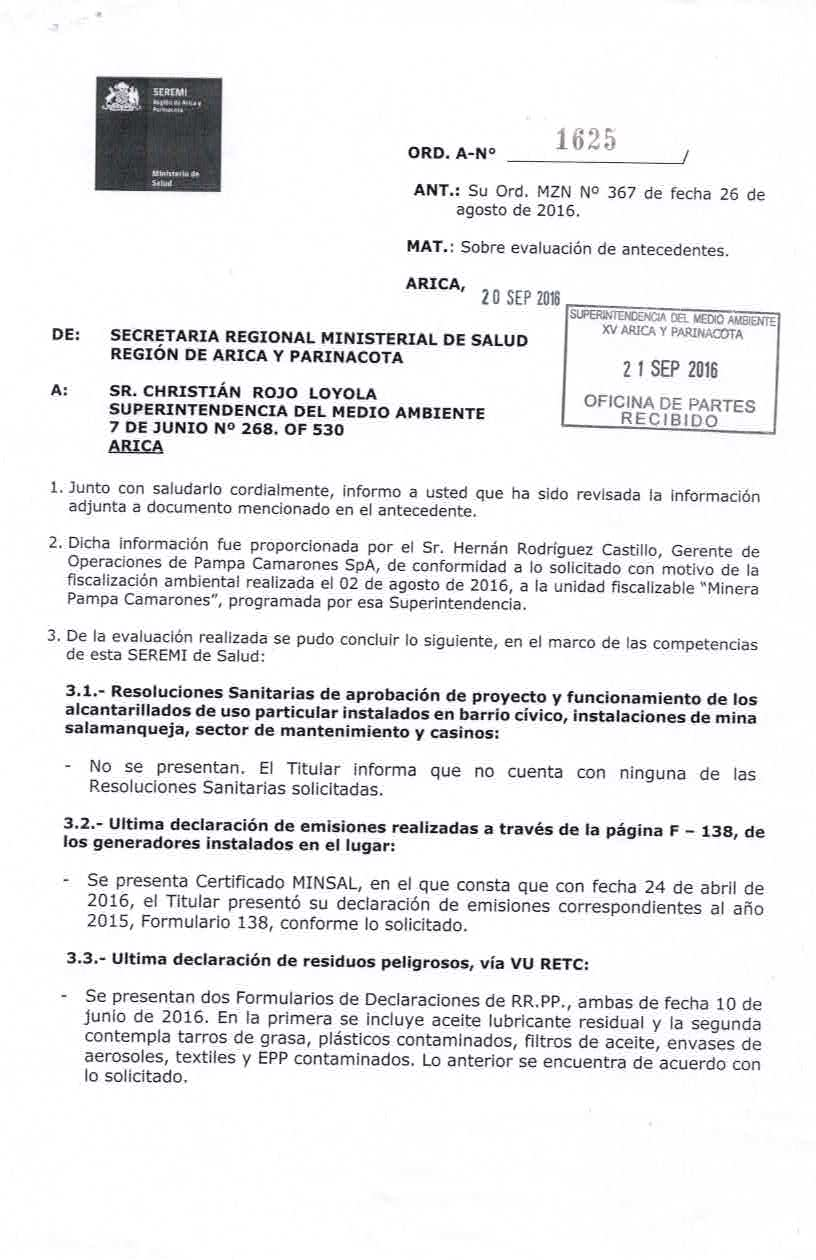 SEREMI
Región de Arica y
Parinacota
Ministerio de
Salud
ORD. A-Nº 1625 /
ANT.: Su Ord. MZN Nº 367 de fecha 26 de
agosto de 2016.
MAT.: Sobre evaluación de antecedentes.
ARICA, 20 SEP 2016
SUPERINTENDENCIA DEL MEDIO AMBIENTE
XV ARICA Y PARINACOTA
21 SEP 2016
OFICINA DE PARTES
RECIBIDO
DE: SECRETARIA REGIONAL MINISTERIAL DE SALUD
REGIÓN DE ARICA Y PARINACOTA
A: SR. CHRISTIÁN ROJO LOYOLA
SUPERINTENDENCIA DEL MEDIO AMBIENTE
7 DE JUNIO Nº 268. OF 530
ARICA
1. Junto con saludarlo cordialmente, informo a usted que ha sido revisada la información
adjunta a documento mencionado en el antecedente.
2. Dicha información fue proporcionada por el Sr. Hernán Rodríguez Castillo, Gerente de
Operaciones de Pampa Camarones SpA, de conformidad a lo solicitado con motivo de la
fiscalización ambiental realizada el 02 de agosto de 2016, a la unidad fiscalizable "Minera
Pampa Camarones", programada por esa Superintendencia.
3. De la evaluación realizada se pudo concluir lo siguiente, en el marco de las competencias
de esta SEREMI de Salud:
3.1.- Resoluciones Sanitarias de aprobación de proyecto y funcionamiento de los
alcantarillados de uso particular instalados en barrio cívico, instalaciones de mina
salamanqueja, sector de mantenimiento y casinos:
- No se presentan. El Titular informa que no cuenta con ninguna de las
Resoluciones Sanitarias solicitadas.
3.2.- Ultima declaración de emisiones realizadas a través de la página F – 138, de
los generadores instalados en el lugar:
- Se presenta Certificado MINSAL, en el que consta que con fecha 24 de abril de
2016, el Titular presentó su declaración de emisiones correspondientes al año
2015, Formulario 138, conforme lo solicitado.
3.3.- Ultima declaración de residuos peligrosos, vía VU RETC:
- Se presentan dos Formularios de Declaraciones de RR.PP., ambas de fecha 10 de
junio de 2016. En la primera se incluye aceite lubricante residual y la segunda
contempla tarros de grasa, plásticos contaminados, filtros de aceite, envases de
aerosoles, textiles y EPP contaminados. Lo anterior se encuentra de acuerdo con
lo solicitado.